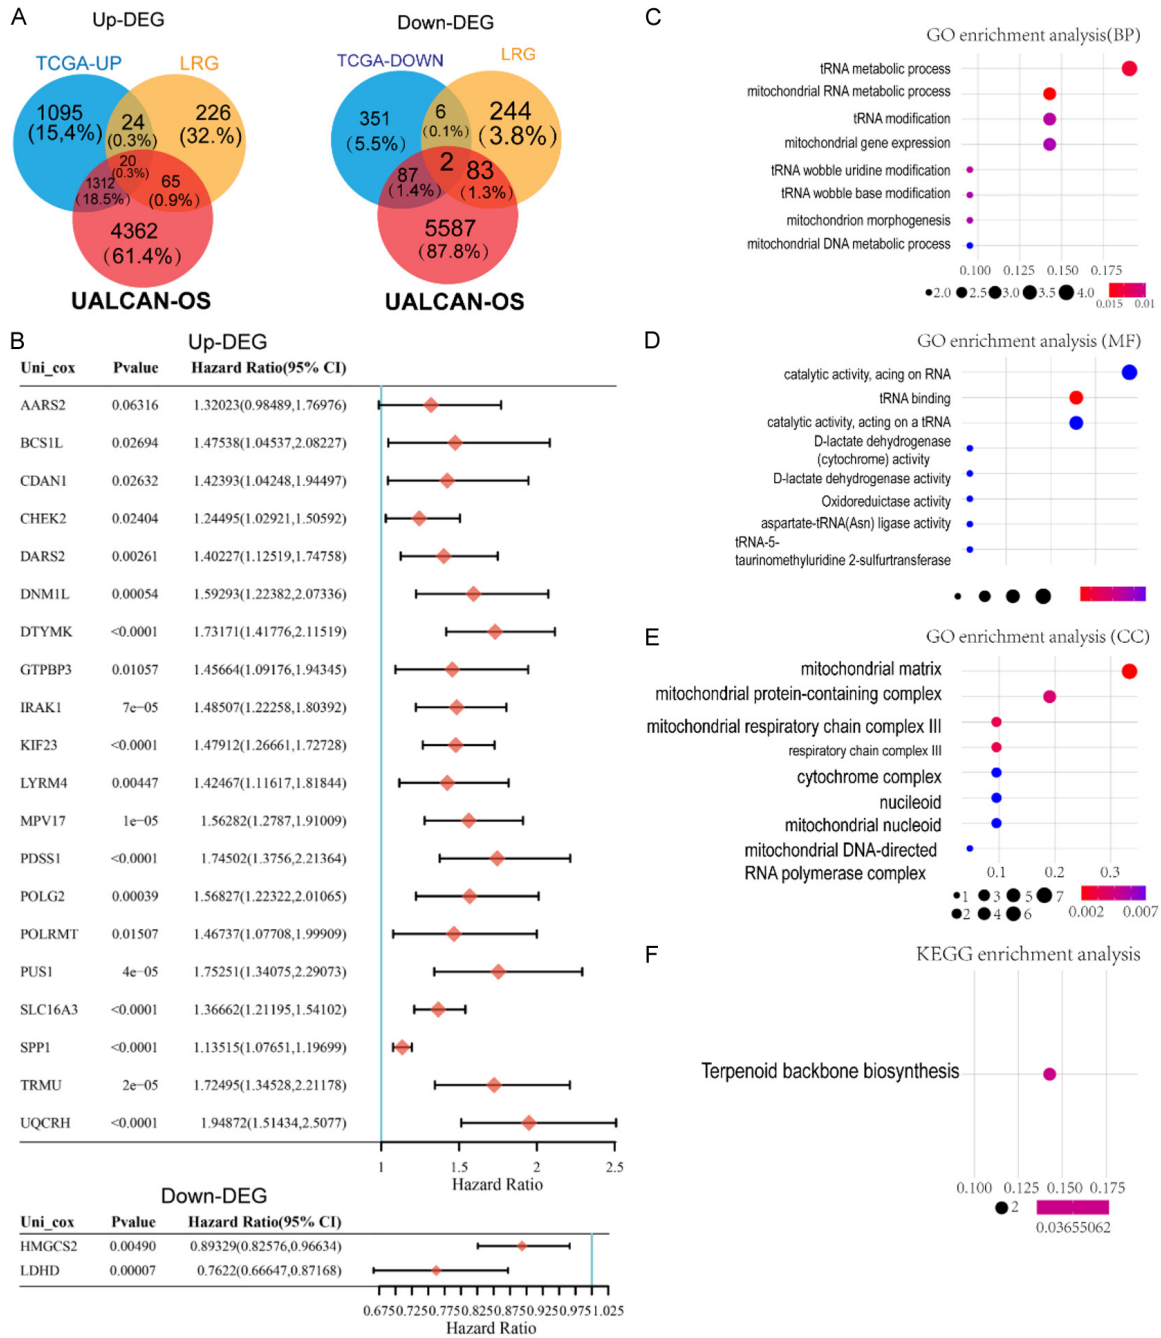 A
Up-DEG
TCGA-UP
LRG
1095
(15,4%)
24
(0.3%)
226
(32.%)
20
(0.3%)
1312
(18.5%)
65
(0.9%)
4362
(61.4%)
UALCAN-OS
Down-DEG
TCGA-DOWN
LRG
351
(5.5%)
6
(0.1%)
244
(3.8%)
2
87
(1.4%)
83
(1.3%)
5587
(87.8%)
UALCAN-OS
B
Up-DEG
Uni_cox Pvalue Hazard Ratio(95% CI)
AARS2 0.06316 1.32023(0.98489,1.76976)
BCS1L 0.02694 1.47538(1.04537,2.08227)
CDAN1 0.02632 1.42393(1.04248,1.94497)
CHEK2 0.02404 1.24495(1.02921,1.50592)
DARS2 0.00261 1.40227(1.12519,1.74758)
DNM1L 0.00054 1.59293(1.22382,2.07336)
DTYMK <0.0001 1.73171(1.41776,2.11519)
GTPBP3 0.01057 1.45664(1.09176,1.94345)
IRAK1 7e−05 1.48507(1.22258,1.80392)
KIF23 <0.0001 1.47912(1.26661,1.72728)
LYRM4 0.00447 1.42467(1.11617,1.81844)
MPV17 1e−05 1.56282(1.2787,1.91009)
PDSS1 <0.0001 1.74502(1.3756,2.21364)
POLG2 0.00039 1.56827(1.22322,2.01065)
POLRMT 0.01507 1.46737(1.07708,1.99909)
PUS1 4e−05 1.75251(1.34075,2.29073)
SLC16A3 <0.0001 1.36662(1.21195,1.54102)
SPP1 <0.0001 1.13515(1.07651,1.19699)
TRMU 2e−05 1.72495(1.34528,2.21178)
UQCRH <0.0001 1.94872(1.51434,2.5077)
1 1.5 2 2.5
Hazard Ratio
Down-DEG
Uni_cox Pvalue Hazard Ratio(95% CI)
HMGCS2 0.00490 0.89329(0.82576,0.96634)
LDHD 0.00007 0.7622(0.66647,0.87168)
0.675 0.725 0.775 0.825 0.875 0.925 0.975 1.025
Hazard Ratio
C
GO enrichment analysis(BP)
tRNA metabolic process
mitochondrial RNA metabolic process
tRNA modification
mitochondrial gene expression
tRNA wobble uridine modification
tRNA wobble base modification
mitochondrion morphogenesis
mitochondrial DNA metabolic process
0.100 0.125 0.150 0.175
2.0 2.5 3.0 3.5 4.0
0.015 0.01
D
GO enrichment analysis (MF)
catalytic activity, acing on RNA
tRNA binding
catalytic activity, acting on a tRNA
D-lactate dehydrogenase
(cytochrome) activity
D-lactate dehydrogenase activity
Oxidoreductase activity
aspartate-tRNA(Asn) ligase activity
tRNA-5-
taurinomethyluridine 2-sulfurtransferase
E
GO enrichment analysis (CC)
mitochondrial matrix
mitochondrial protein-containing complex
mitochondrial respiratory chain complex III
respiratory chain complex III
cytochrome complex
nucileoid
mitochondrial nucleoid
mitochondrial DNA-directed
RNA polymerase complex
0.1 0.2 0.3
1 3 5 7
2 4 6
0.002 0.007
F
KEGG enrichment analysis
Terpenoid backbone biosynthesis
0.100 0.125 0.150 0.175
2
0.03655062